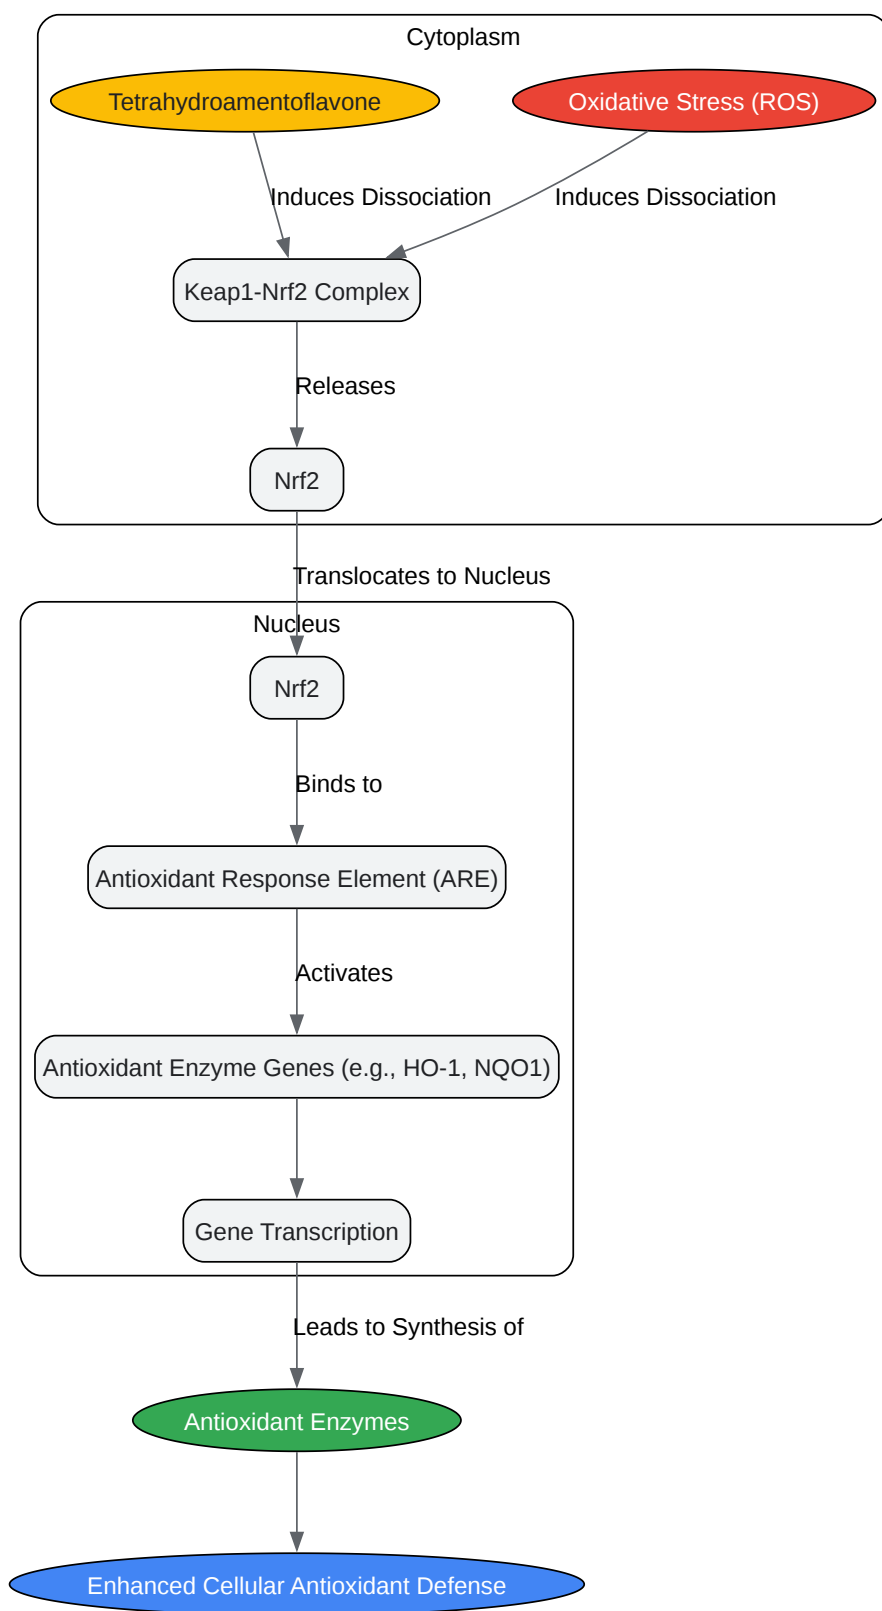 Cytoplasm
Tetrahydroamentoflavone
Oxidative Stress (ROS)
Induces Dissociation
Induces Dissociation
Keap1-Nrf2 Complex
Releases
Nrf2
Translocates to Nucleus
Nucleus
Nrf2
Binds to
Antioxidant Response Element (ARE)
Activates
Antioxidant Enzyme Genes (e.g., HO-1, NQO1)
Gene Transcription
Leads to Synthesis of
Antioxidant Enzymes
Enhanced Cellular Antioxidant Defense